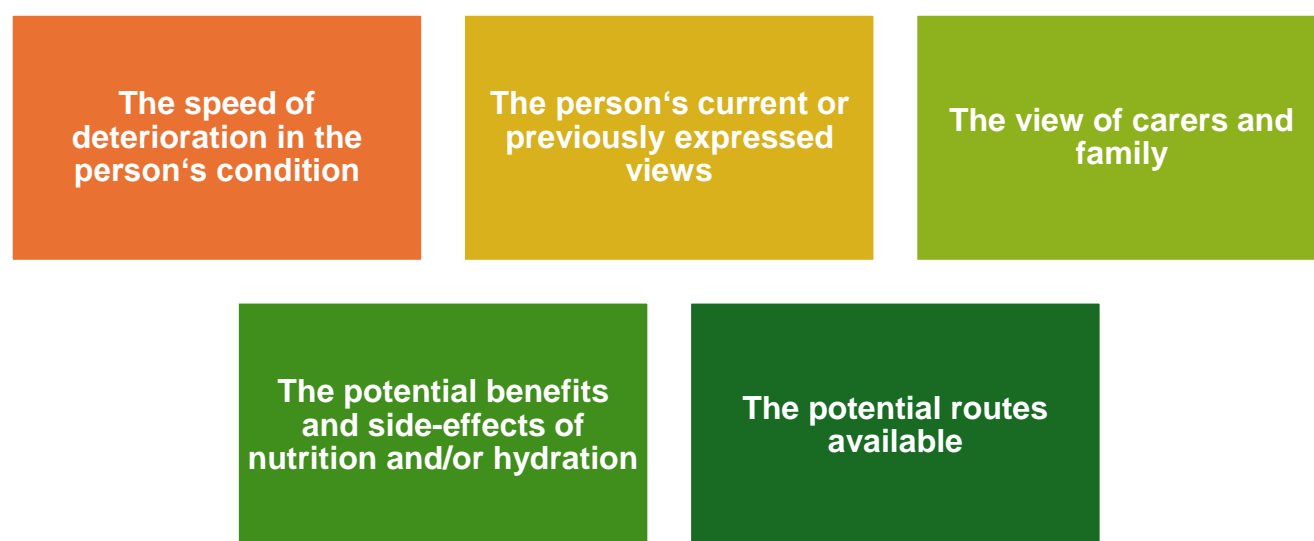 The speed of
deterioration in the
person‘s condition
The person‘s current or
previously expressed
views
The view of carers and
family
The potential benefits
and side-effects of
nutrition and/or hydration
The potential routes
available